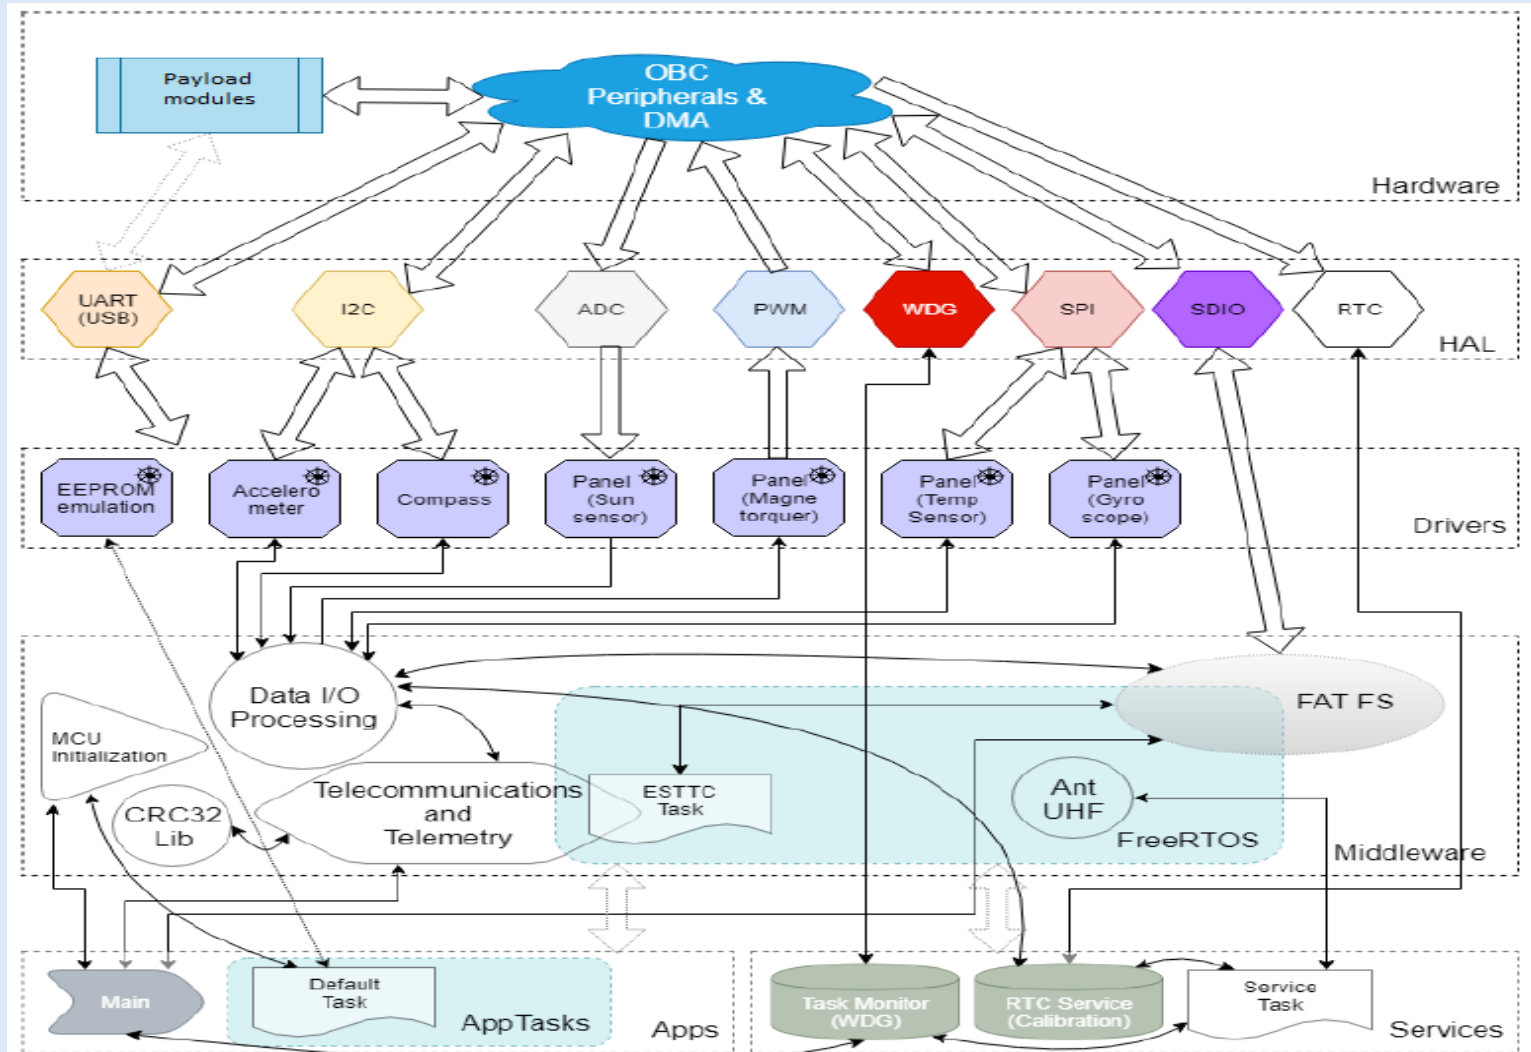 Payload
modules
OBC
Peripherals &
DMA
Hardware
UART
(USB)
I2C
ADC
PWM
WDG
SPI
SDIO
RTC
HAL
EEPROM
emulation
Accelero
meter
Compass
Panel
(Sun
sensor)
Panel
(Magne
torquer)
Panel
(Temp
Sensor)
Panel
(Gyro
scope)
Drivers
Data I/O
Processing
FAT FS
MCU
Initialization
CRC32
Lib
Telecommunications
and
Telemetry
ESTTC
Task
Ant
UHF
FreeRTOS
Middleware
Main
Default
Task
AppTasks
Apps
Task Monitor
(WDG)
RTC Service
(Calibration)
Service
Task
Services